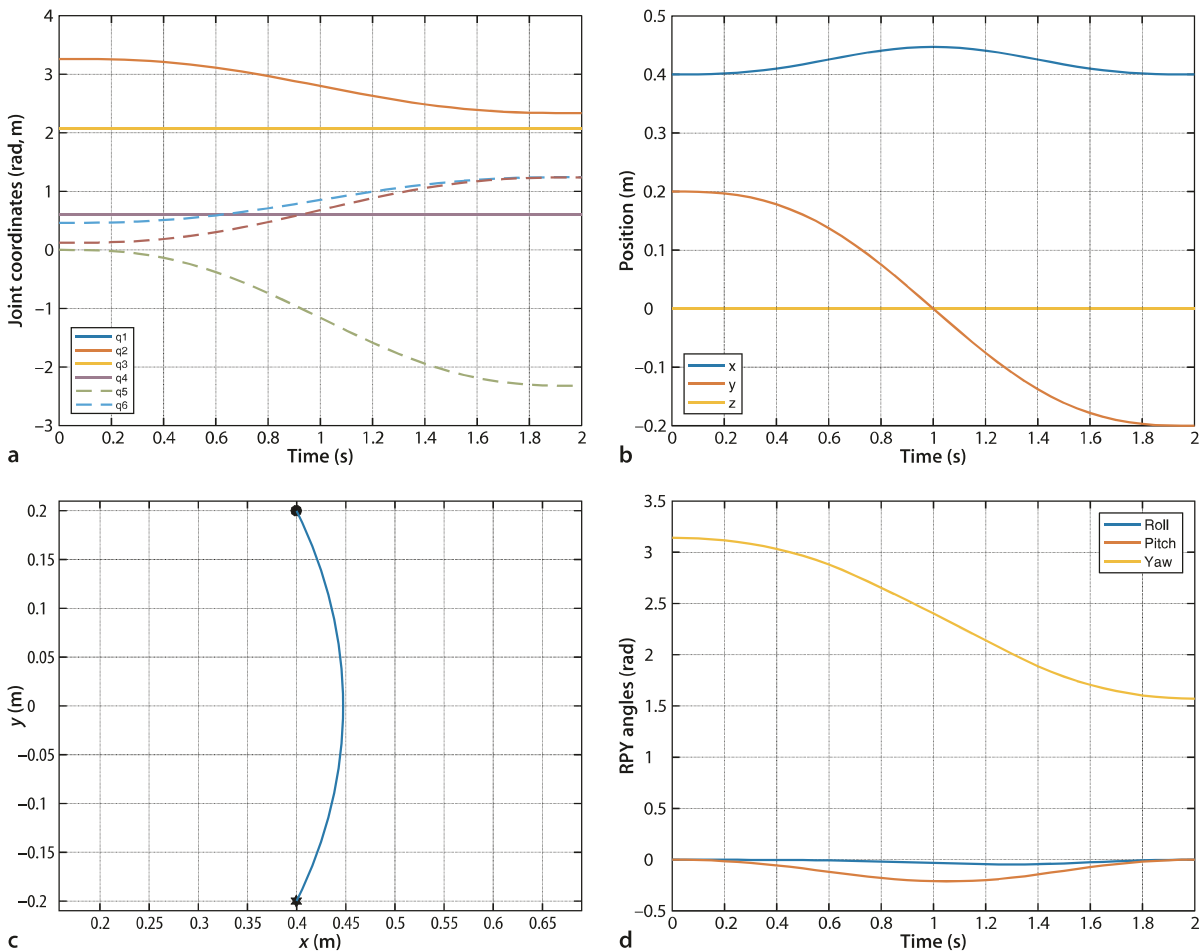 Joint coordinates (rad, m)
4
3
2
1
0
−1
−2
−3
q1
q2
q3
q4
q5
q6
0 0.2 0.4 0.6 0.8 1 1.2 1.4 1.6 1.8 2
a Time (s)
Position (m)
0.5
0.4
0.3
0.2
0.1
0
−0.1
−0.2
x
y
z
0 0.2 0.4 0.6 0.8 1 1.2 1.4 1.6 1.8 2
b Time (s)
y (m)
0.2
0.15
0.1
0.05
0
−0.05
−0.1
−0.15
−0.2
0.2 0.25 0.3 0.35 0.4 0.45 0.5 0.55 0.6 0.65
c x (m)
RPY angles (rad)
3.5
3
2.5
2
1.5
1
0.5
0
−0.5
Roll
Pitch
Yaw
0 0.2 0.4 0.6 0.8 1 1.2 1.4 1.6 1.8 2
d Time (s)